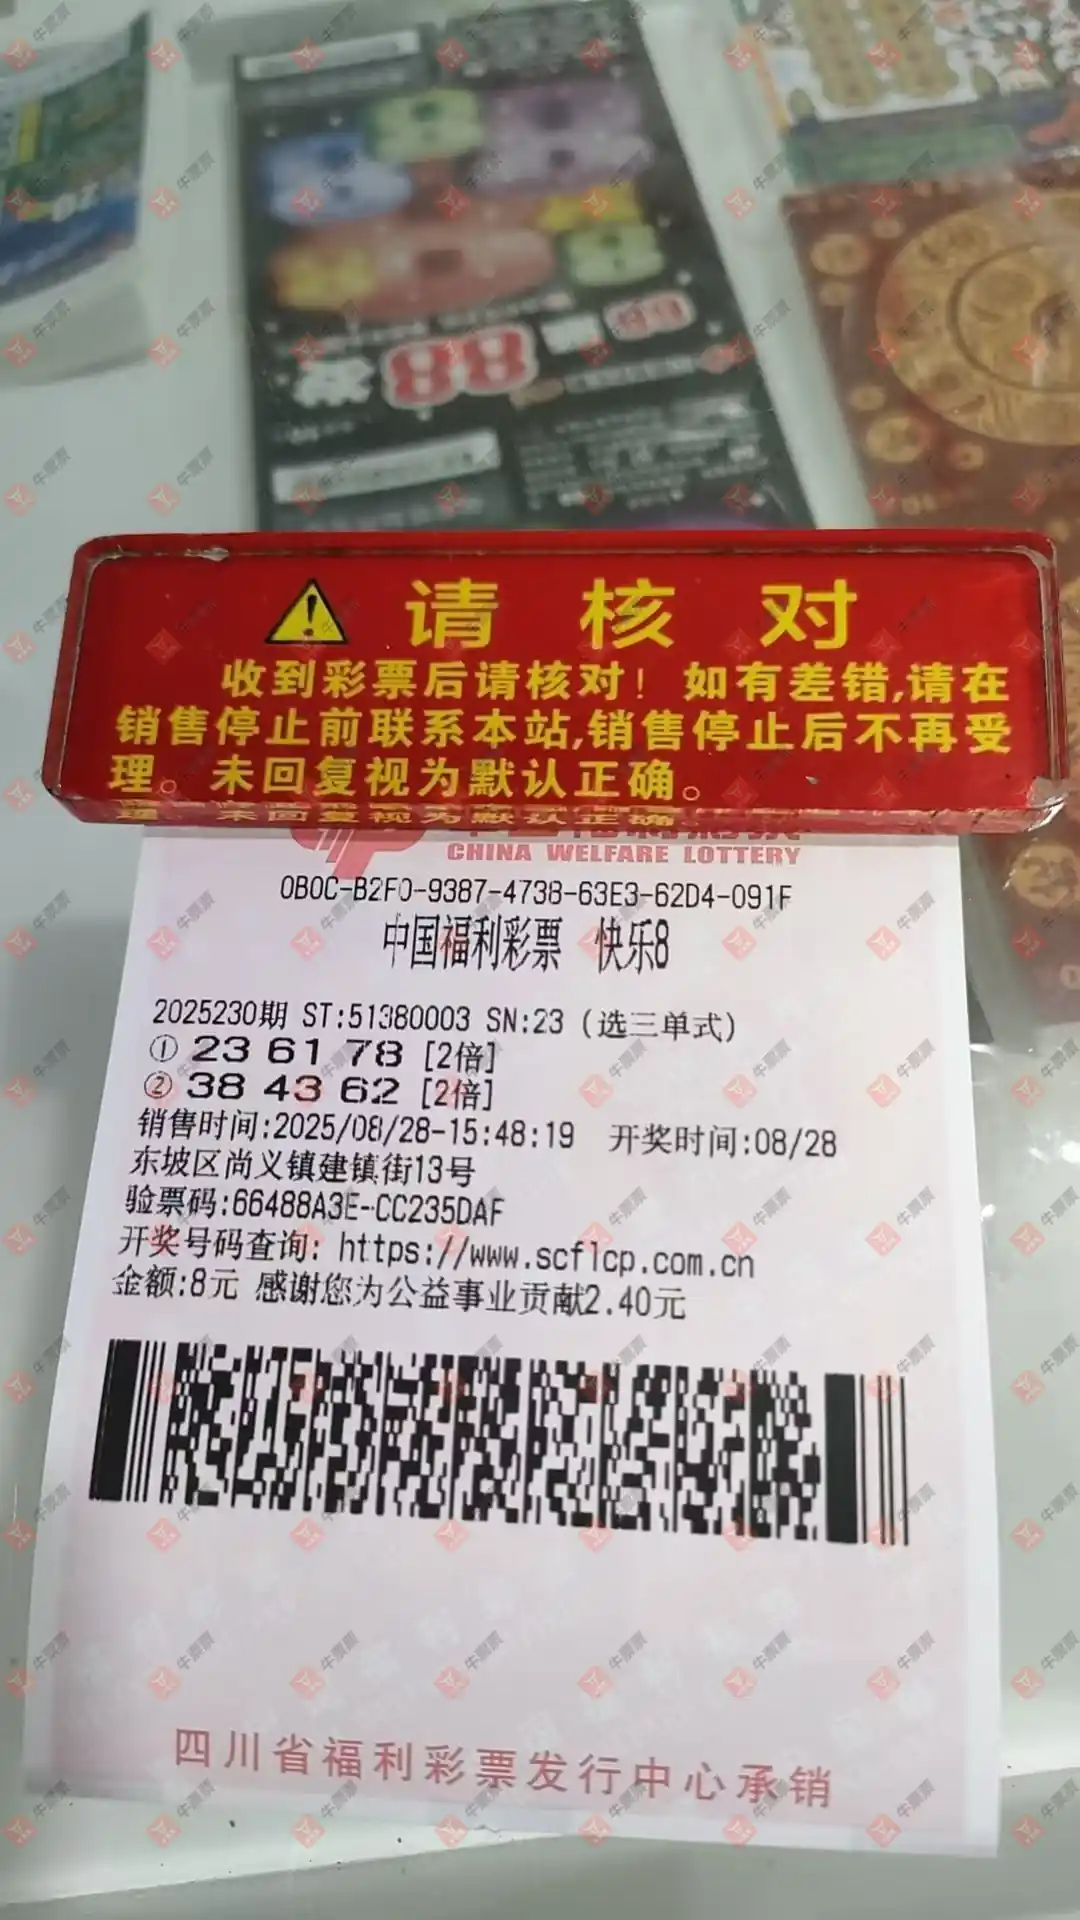 88
请核对
收到彩票后请核对！如有差错,请在
销售停止前联系本站,销售停止后不再受
理。未回复视为默认正确。
CHINA WELFARE LOTTERY
0B0C-B2F0-9387-4738-63E3-62D4-091F
中国福利彩票 快乐8
2025230期 ST:51380003 SN:23 (选三单式)
① 23 61 78 [2倍]
② 38 43 62 [2倍]
销售时间:2025/08/28-15:48:19 开奖时间:08/28
东坡区尚义镇建镇街13号
验票码:66488A3E-CC235DAF
开奖号码查询: https://www.scflcp.com.cn
金额:8元 感谢您为公益事业贡献2.40元
四川省福利彩票发行中心承销
牛票票